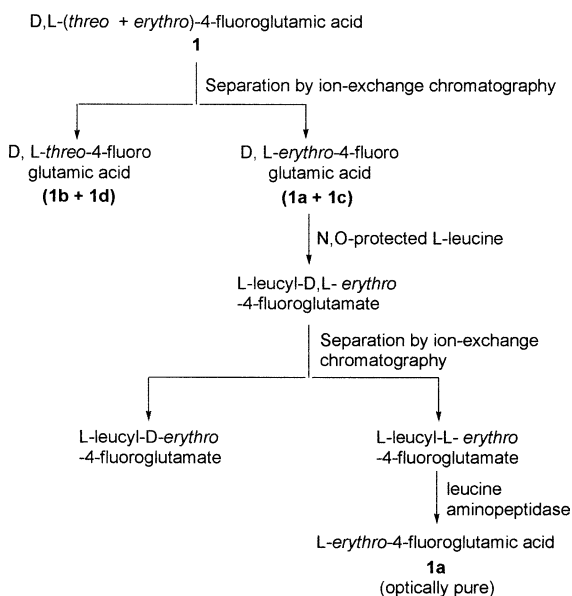 D,L-(threo + erythro)-4-fluoroglutamic acid
1
Separation by ion-exchange chromatography
D, L-threo-4-fluoro
glutamic acid
(1b + 1d)
D, L-erythro-4-fluoro
glutamic acid
(1a + 1c)
N,O-protected L-leucine
L-leucyl-D,L- erythro
-4-fluoroglutamate
Separation by ion-exchange
chromatography
L-leucyl-D-erythro
-4-fluoroglutamate
L-leucyl-L- erythro
-4-fluoroglutamate
leucine
aminopeptidase
L-erythro-4-fluoroglutamic acid
1a
(optically pure)